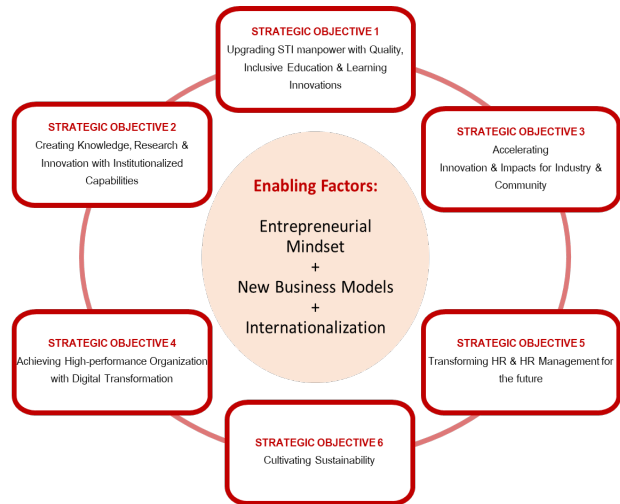 STRATEGIC OBJECTIVE 1
Upgrading STI manpower with Quality,
Inclusive Education & Learning
Innovations
STRATEGIC OBJECTIVE 2
Creating Knowledge, Research &
Innovation with Institutionalized
Capabilities
STRATEGIC OBJECTIVE 3
Accelerating
Innovation & Impacts for Industry &
Community
Enabling Factors:
Entrepreneurial
Mindset
+
New Business Models
+
Internationalization
STRATEGIC OBJECTIVE 4
Achieving High-performance Organization
with Digital Transformation
STRATEGIC OBJECTIVE 5
Transforming HR & HR Management for
the future
STRATEGIC OBJECTIVE 6
Cultivating Sustainability